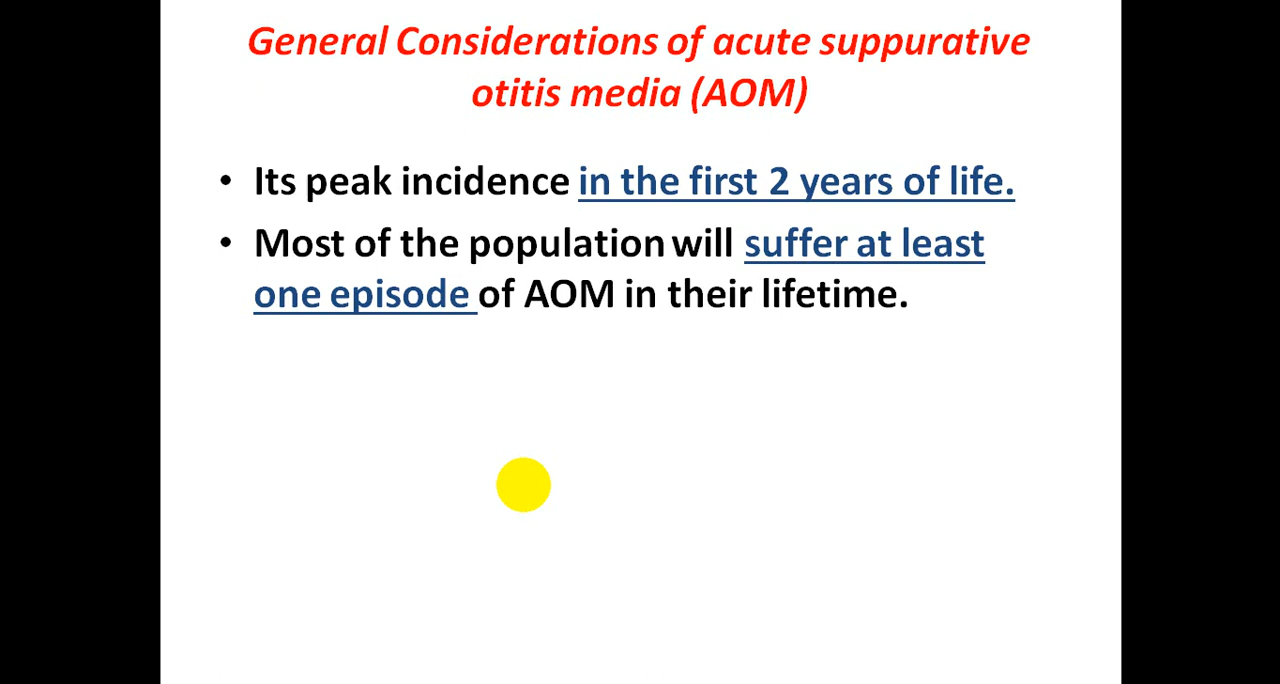 General Considerations of acute suppurative
otitis media (AOM)
• Its peak incidence in the first 2 years of life.
• Most of the population will suffer at least
one episode of AOM in their lifetime.